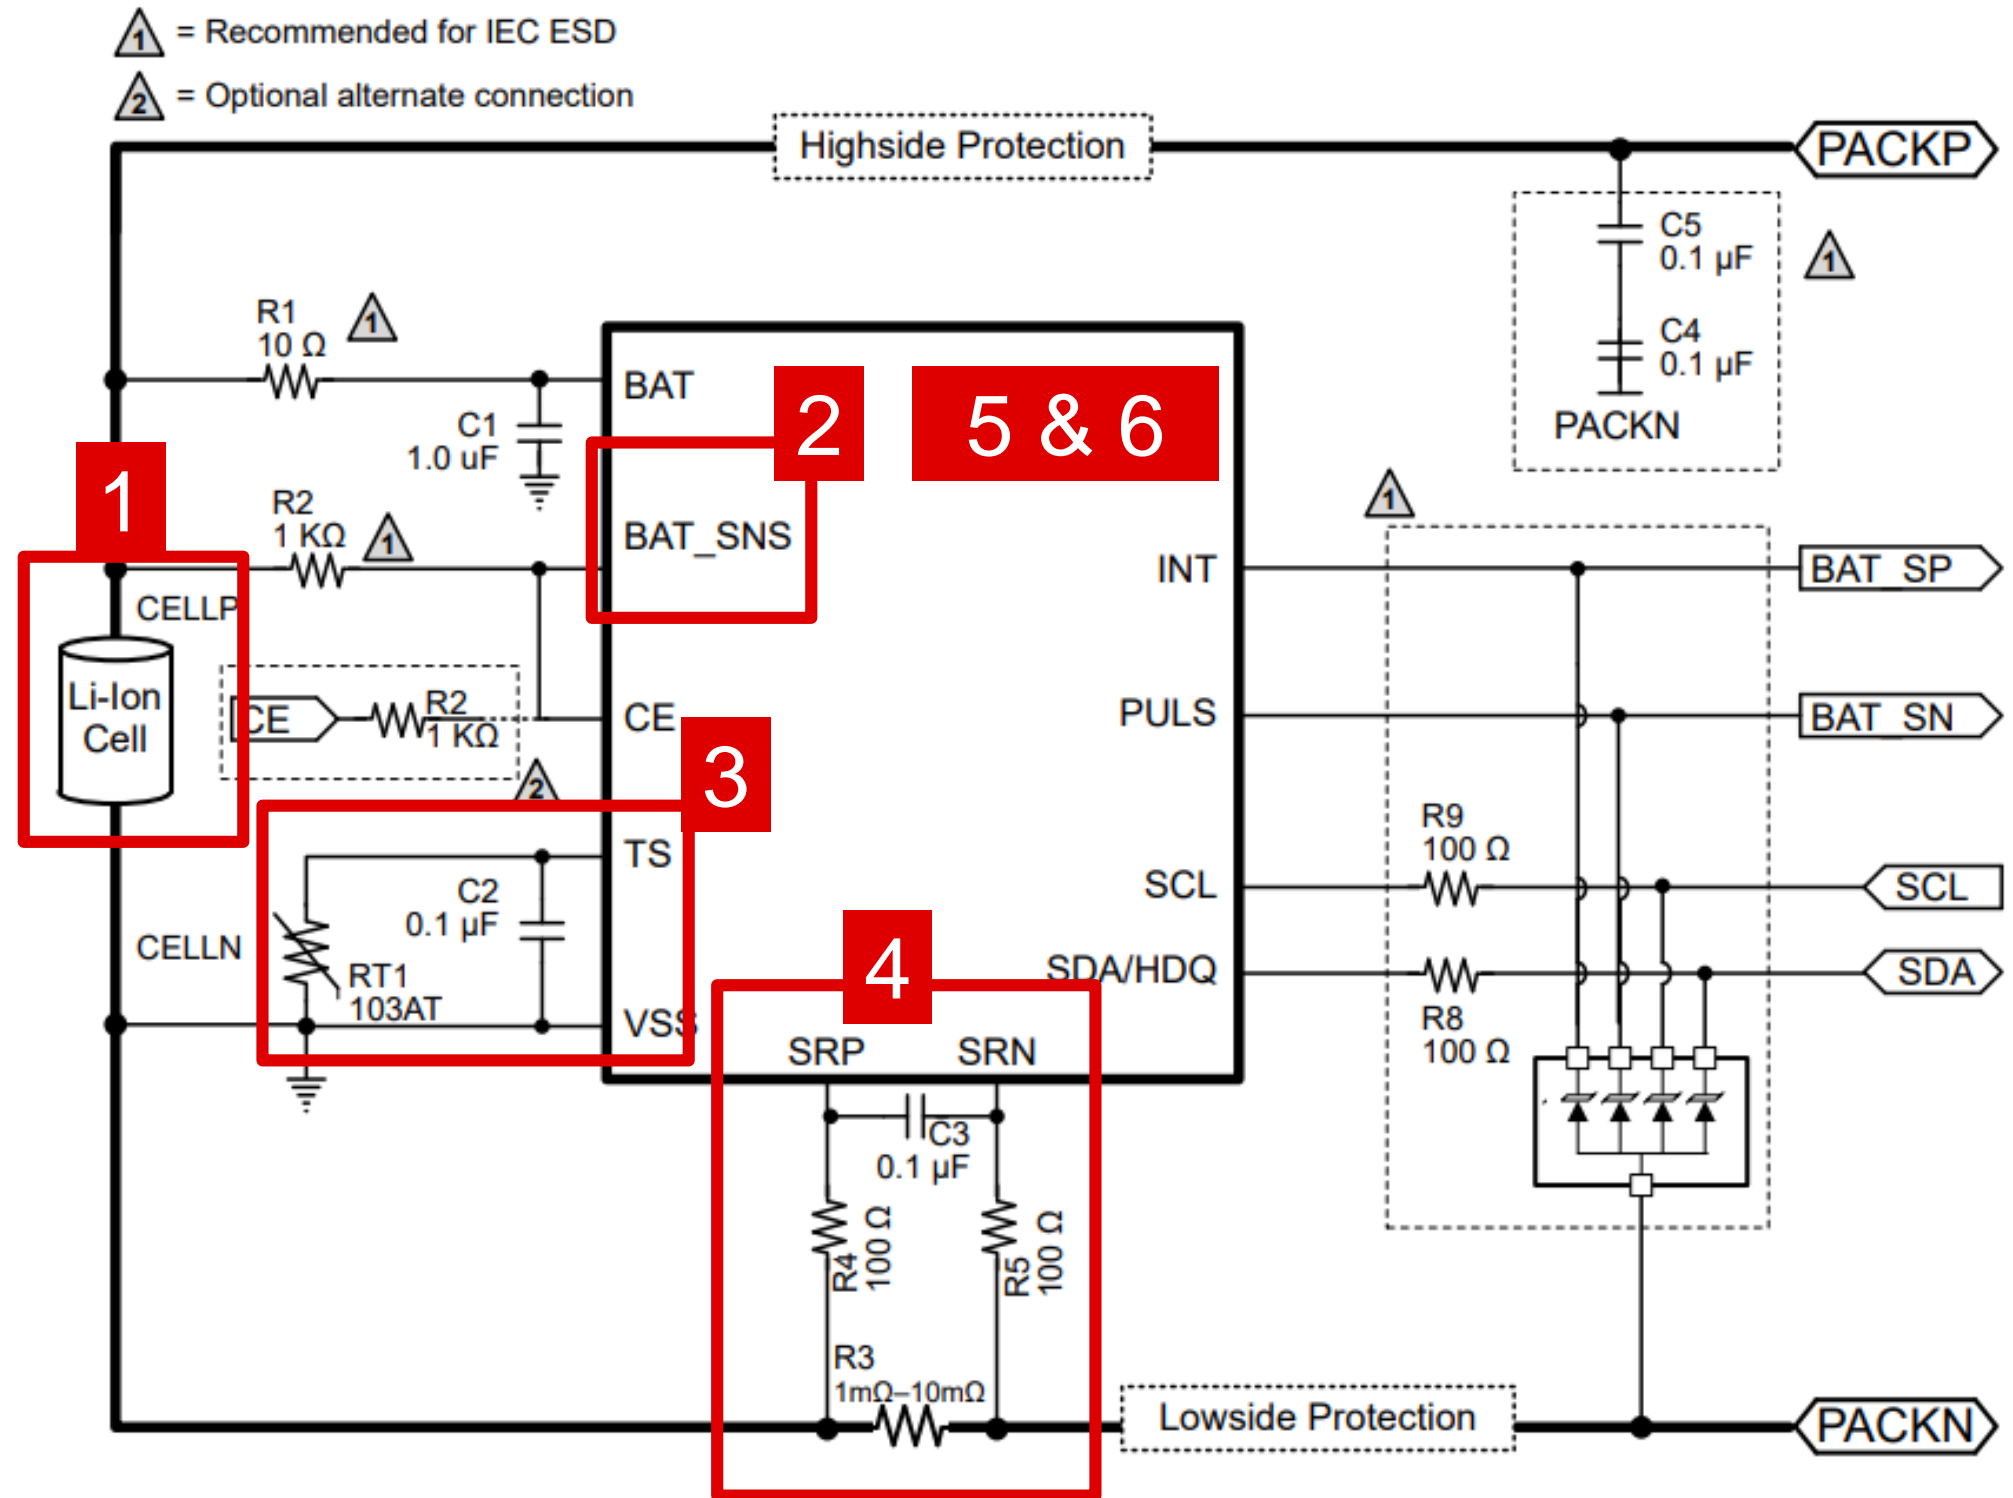 1 = Recommended for IEC ESD
2 = Optional alternate connection
Highside Protection
PACKP
C5
0.1 µF
1
C4
0.1 µF
PACKN
R1
10 Ω
1
BAT
2
5 & 6
C1
1.0 uF
1
R2
1 KΩ
1
BAT_SNS
1
INT
BAT_SP
CELLP
Li-Ion
Cell
CE
R2
1 KΩ
CE
PULS
BAT_SN
2
3
TS
C2
0.1 µF
R9
100 Ω
SCL
SCL
CELLN
RT1
103AT
VSS
4
SDA/HDQ
SDA
R8
100 Ω
SRP
SRN
C3
0.1 µF
R4
100 Ω
R5
100 Ω
R3
1mΩ–10mΩ
Lowside Protection
PACKN